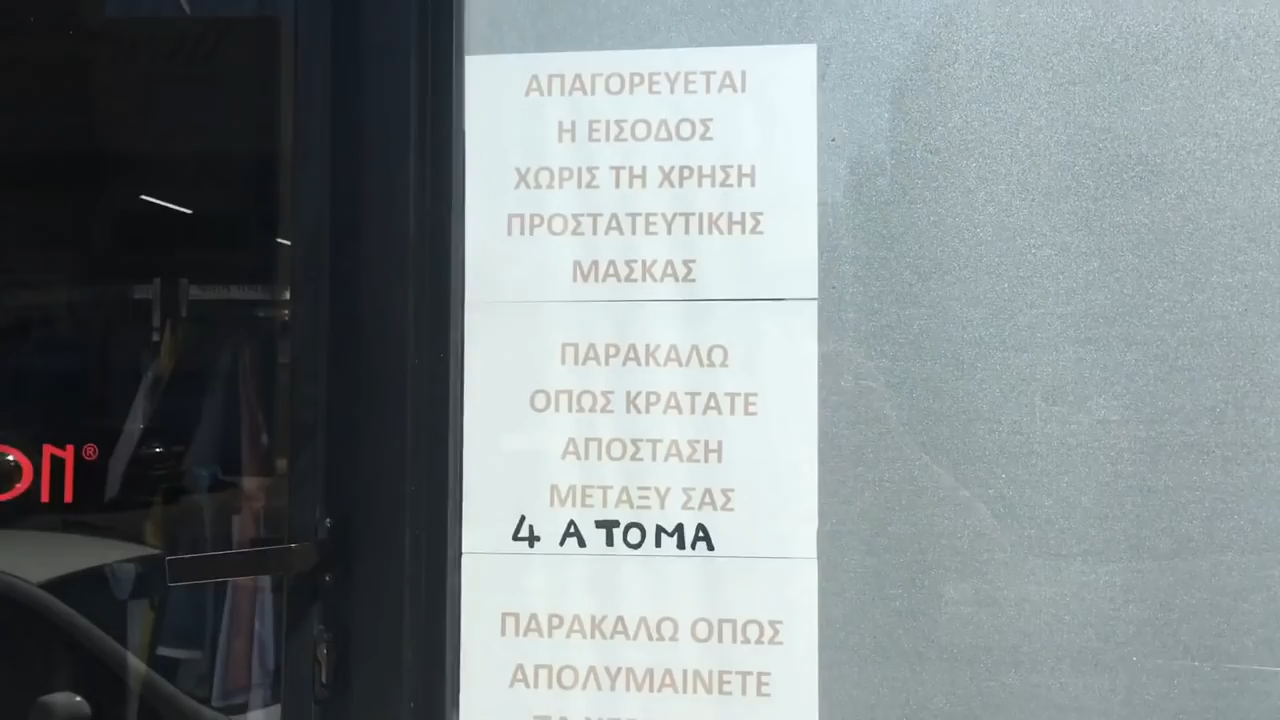 ΑΠΑΓΟΡΕΥΕΤΑΙ
Η ΕΙΣΟΔΟΣ
ΧΩΡΙΣ ΤΗ ΧΡΗΣΗ
ΠΡΟΣΤΑΤΕΥΤΙΚΗΣ
ΜΑΣΚΑΣ
ΠΑΡΑΚΑΛΩ
ΟΠΩΣ ΚΡΑΤΑΤΕ
ΑΠΟΣΤΑΣΗ
ΜΕΤΑΞΥ ΣΑΣ
4 ΑΤΟΜΑ
ΠΑΡΑΚΑΛΩ ΟΠΩΣ
ΑΠΟΛΥΜΑΙΝΕΤΕ